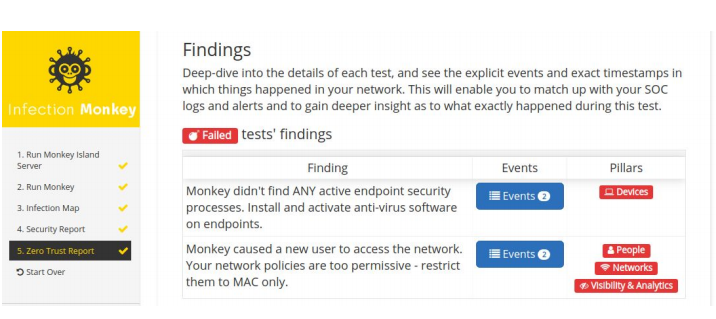 Infection Monkey
1. Run Monkey Island
Server
2. Run Monkey
3. Infection Map
4. Security Report
5. Zero Trust Report
Start Over
Findings
Deep-dive into the details of each test, and see the explicit events and exact timestamps in
which things happened in your network. This will enable you to match up with your SOC
logs and alerts and to gain deeper insight as to what exactly happened during this test.
Failed tests' findings
Finding Events Pillars
Monkey didn't find ANY active endpoint security
processes. Install and activate anti-virus software
on endpoints.
Events 2
Devices
Monkey caused a new user to access the network.
Your network policies are too permissive - restrict
them to MAC only.
Events 2
People
Networks
Visibility & Analytics